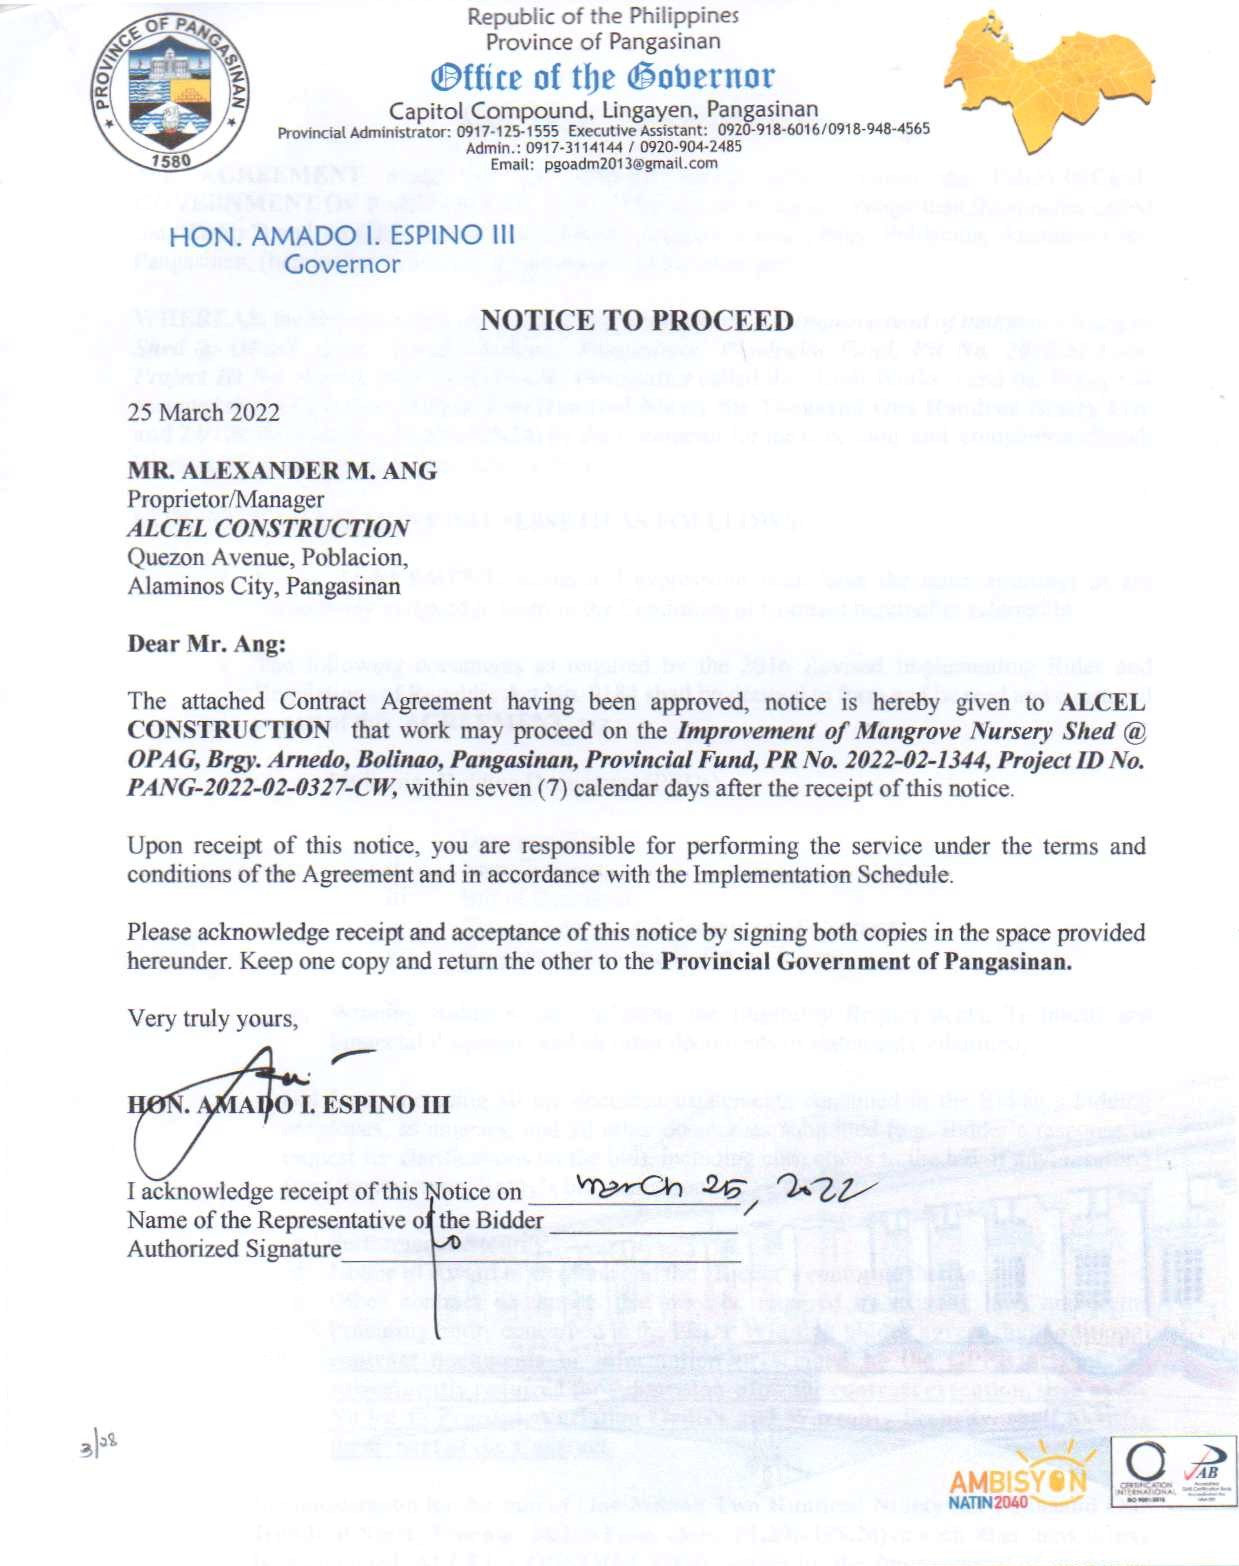 Republic of the Philippines
Province of Pangasinan
Office of the Governor
Capitol Compound, Lingayen, Pangasinan
Provincial Administrator: 0917-125-1555 Executive Assistant: 0920-918-6016/0918-948-4565
Admin.: 0917-3114144 / 0920-904-2485
Email: pgoadm2013@gmail.com
PROVINCE OF PANGASINAN
1580
HON. AMADO I. ESPINO III
Governor
NOTICE TO PROCEED
25 March 2022
MR. ALEXANDER M. ANG
Proprietor/Manager
ALCEL CONSTRUCTION
Quezon Avenue, Poblacion,
Alaminos City, Pangasinan
Dear Mr. Ang:
The attached Contract Agreement having been approved, notice is hereby given to ALCEL
CONSTRUCTION that work may proceed on the Improvement of Mangrove Nursery Shed @
OPAG, Brgy. Arnedo, Bolinao, Pangasinan, Provincial Fund, PR No. 2022-02-1344, Project ID No.
PANG-2022-02-0327-CW, within seven (7) calendar days after the receipt of this notice.
Upon receipt of this notice, you are responsible for performing the service under the terms and
conditions of the Agreement and in accordance with the Implementation Schedule.
Please acknowledge receipt and acceptance of this notice by signing both copies in the space provided
hereunder. Keep one copy and return the other to the Provincial Government of Pangasinan.
Very truly yours,
HON. AMADO I. ESPINO III
I acknowledge receipt of this Notice on March 25, 2022
Name of the Representative of the Bidder
Authorized Signature
3/28
AMBISYON
NATIN 2040
CERTIFICATION
INTERNATIONAL
ISO 9001:2015
PAB